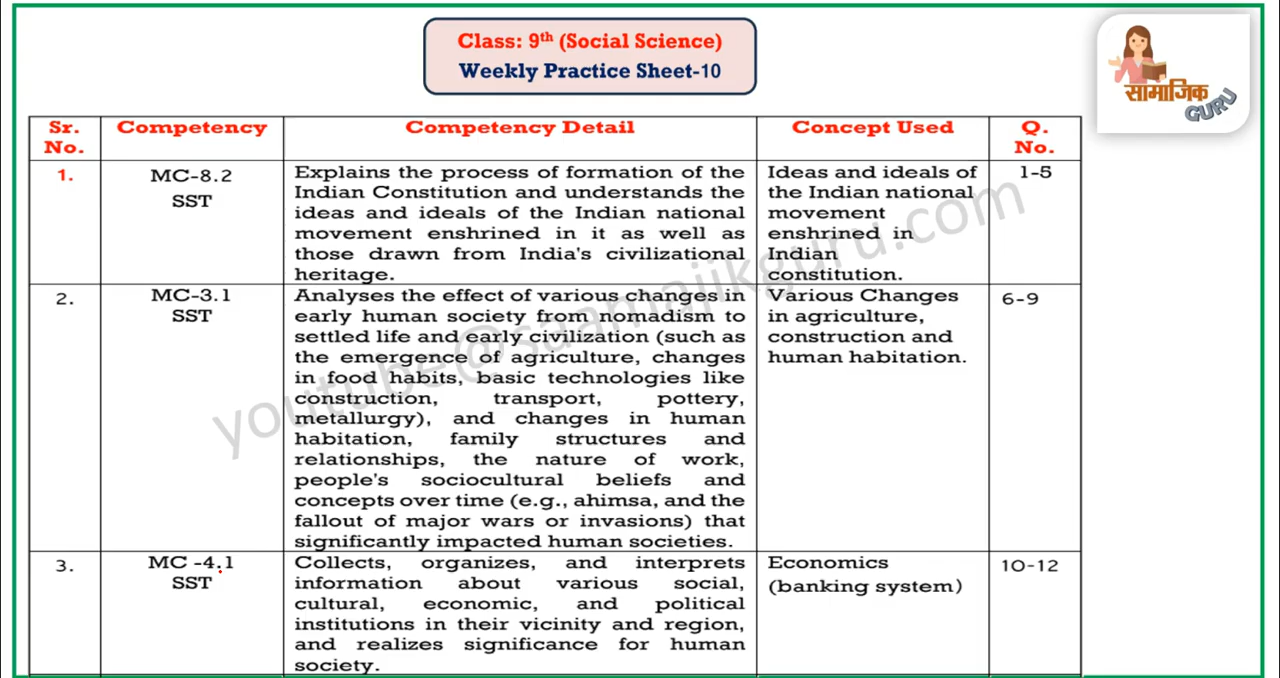 Class: 9th (Social Science)
Weekly Practice Sheet-10
सामाजिक
GURU
Sr. No.
Competency
Competency Detail
Concept Used
Q. No.
1.
MC-8.2
SST
Explains the process of formation of the
Indian Constitution and understands the
ideas and ideals of the Indian national
movement enshrined in it as well as
those drawn from India's civilizational
heritage.
Ideas and ideals of
the Indian national
movement
enshrined in
Indian
constitution.
1-5
2.
MC-3.1
SST
Analyses the effect of various changes in
early human society from nomadism to
settled life and early civilization (such as
the emergence of agriculture, changes
in food habits, basic technologies like
construction, transport, pottery,
metallurgy), and changes in human
habitation, family structures and
relationships, the nature of work,
people's sociocultural beliefs and
concepts over time (e.g., ahimsa, and the
fallout of major wars or invasions) that
significantly impacted human societies.
Various Changes
in agriculture,
construction and
human habitation.
6-9
3.
MC -4.1
SST
Collects, organizes, and interprets
information about various social,
cultural, economic, and political
institutions in their vicinity and region,
and realizes significance for human
society.
Economics
(banking system)
10-12
youtube@saamajikguru.com